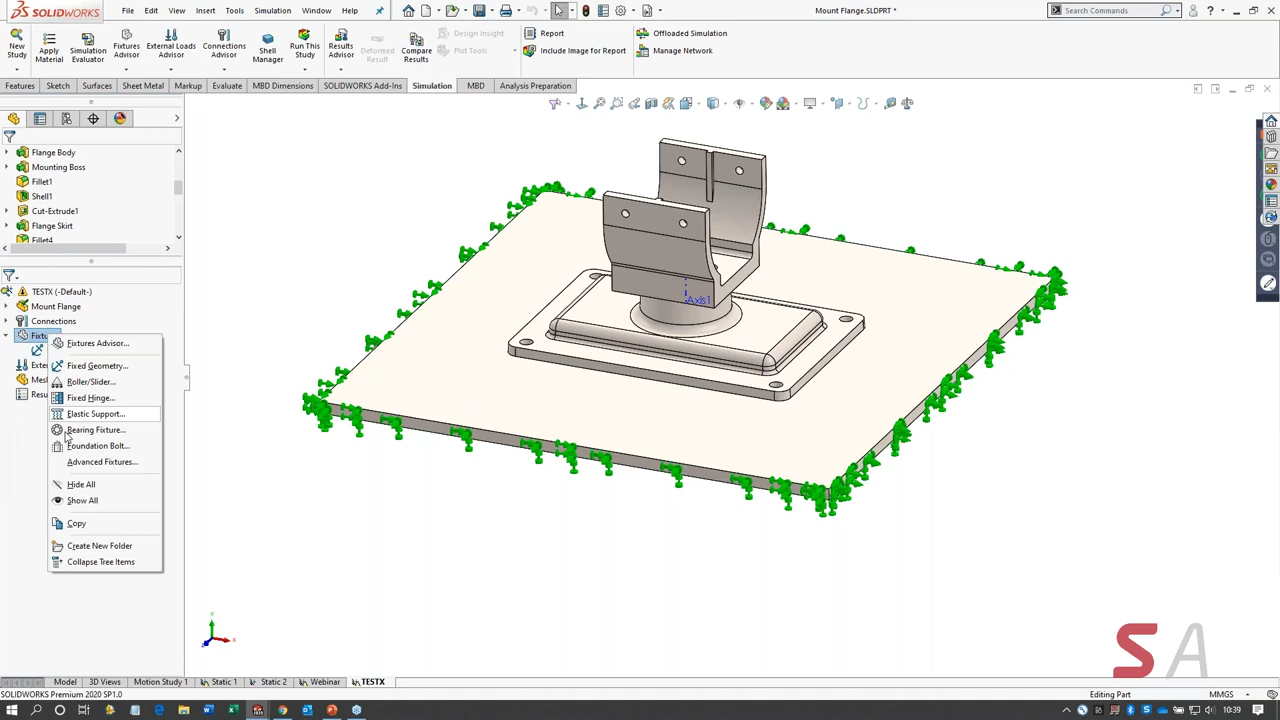 SOLIDWORKS File Edit View Insert Tools Simulation Window Help Mount Flange.SLDPRT * Search Commands
New Study
Apply Material
Simulation Evaluator
Fixtures Advisor
External Loads Advisor
Connections Advisor
Shell Manager
Run This Study
Results Advisor
Deformed Result
Compare Results
Design Insight
Plot Tools
Report
Include Image for Report
Offloaded Simulation
Manage Network
Features Sketch Surfaces Sheet Metal Markup Evaluate MBD Dimensions SOLIDWORKS Add-Ins Simulation MBD Analysis Preparation
Flange Body
Mounting Boss
Fillet1
Shell1
Cut-Extrude1
Flange Skirt
Fillet4
TESTX (-Default-)
Mount Flange
Connections
Fixtu
Exter
Mes
Resu
Fixtures Advisor...
Fixed Geometry...
Roller/Slider...
Fixed Hinge...
Elastic Support...
Bearing Fixture...
Foundation Bolt...
Advanced Fixtures...
Hide All
Show All
Copy
Create New Folder
Collapse Tree Items
Axis1
Y
X
Z
SA
Model 3D Views Motion Study 1 Static 1 Static 2 Webinar TESTX
SOLIDWORKS Premium 2020 SP1.0 Editing Part MMGS
10:39